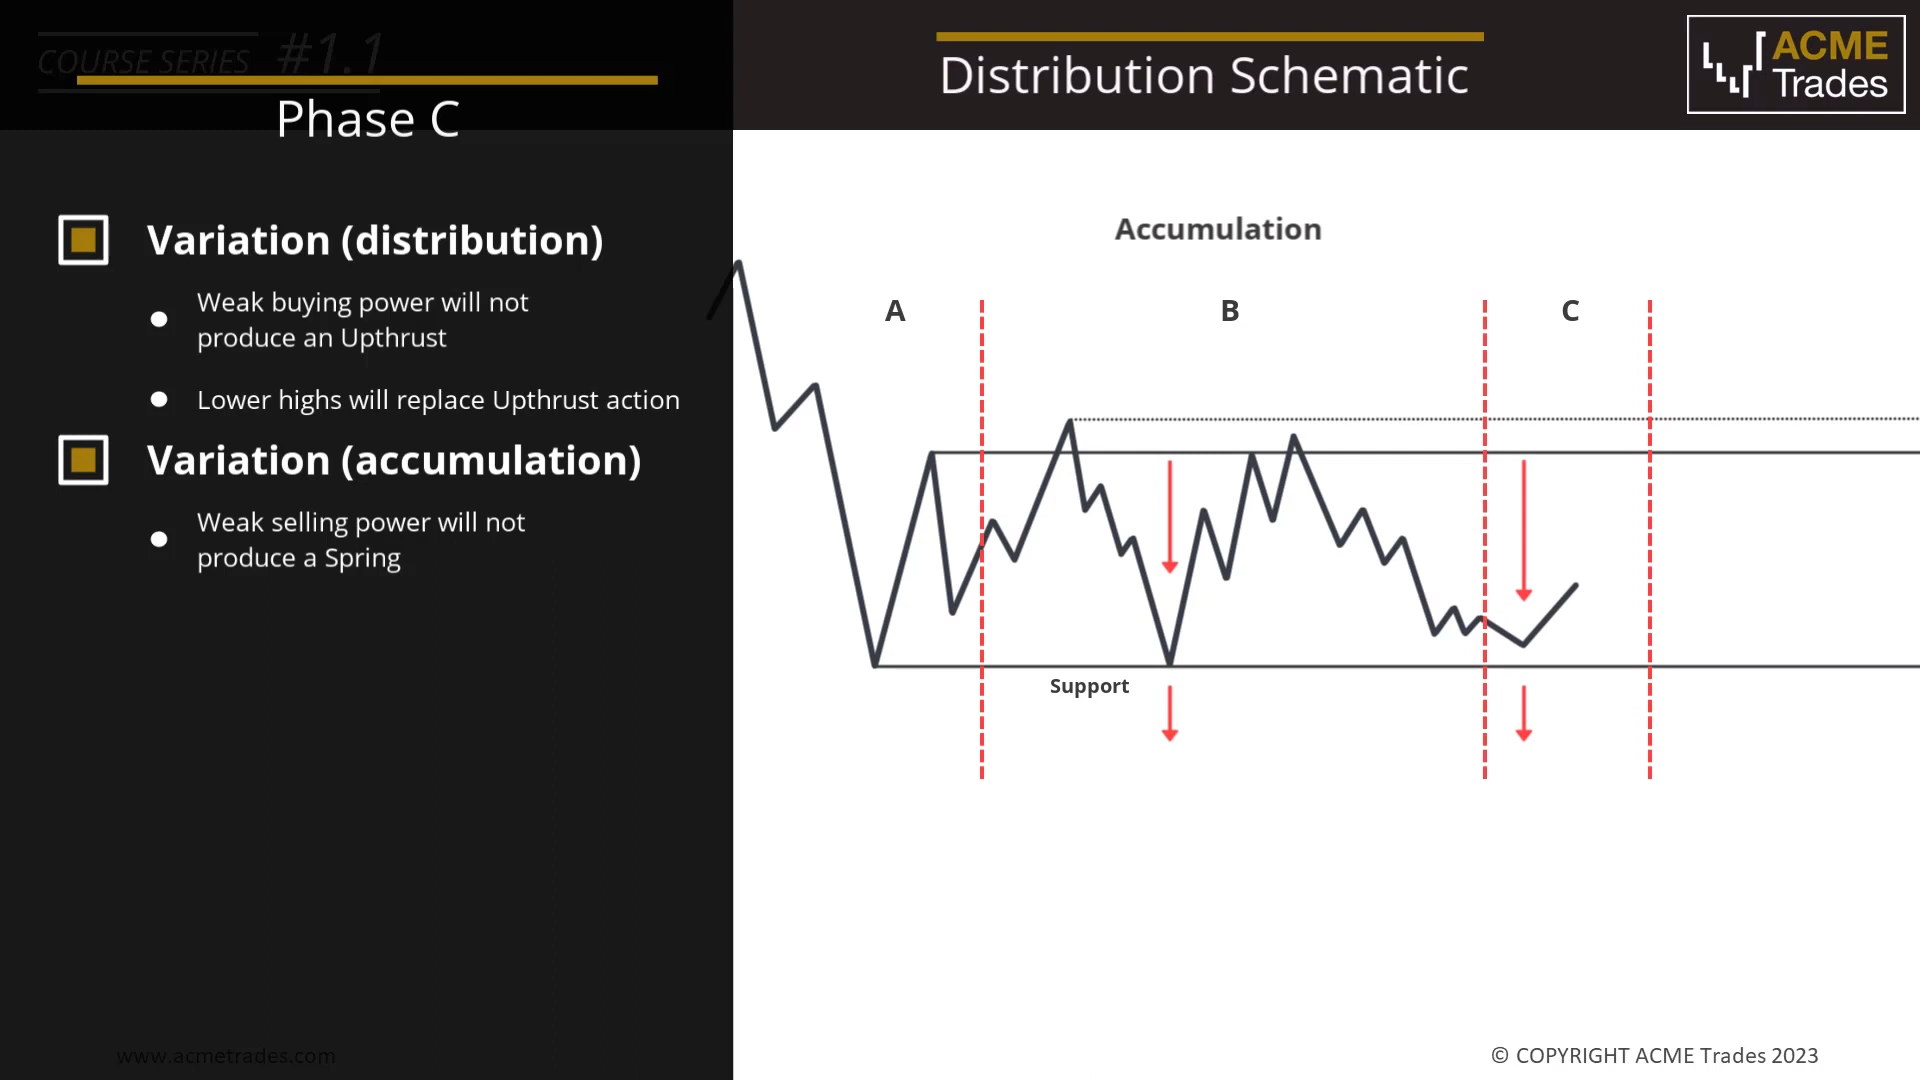 COURSE SERIES #1.1
Phase C
Variation (distribution)
Weak buying power will not
produce an Upthrust
Lower highs will replace Upthrust action
Variation (accumulation)
Weak selling power will not
produce a Spring
www.acmetrades.com
Distribution Schematic
ACME
Trades
Accumulation
A
B
C
Support
© COPYRIGHT ACME Trades 2023